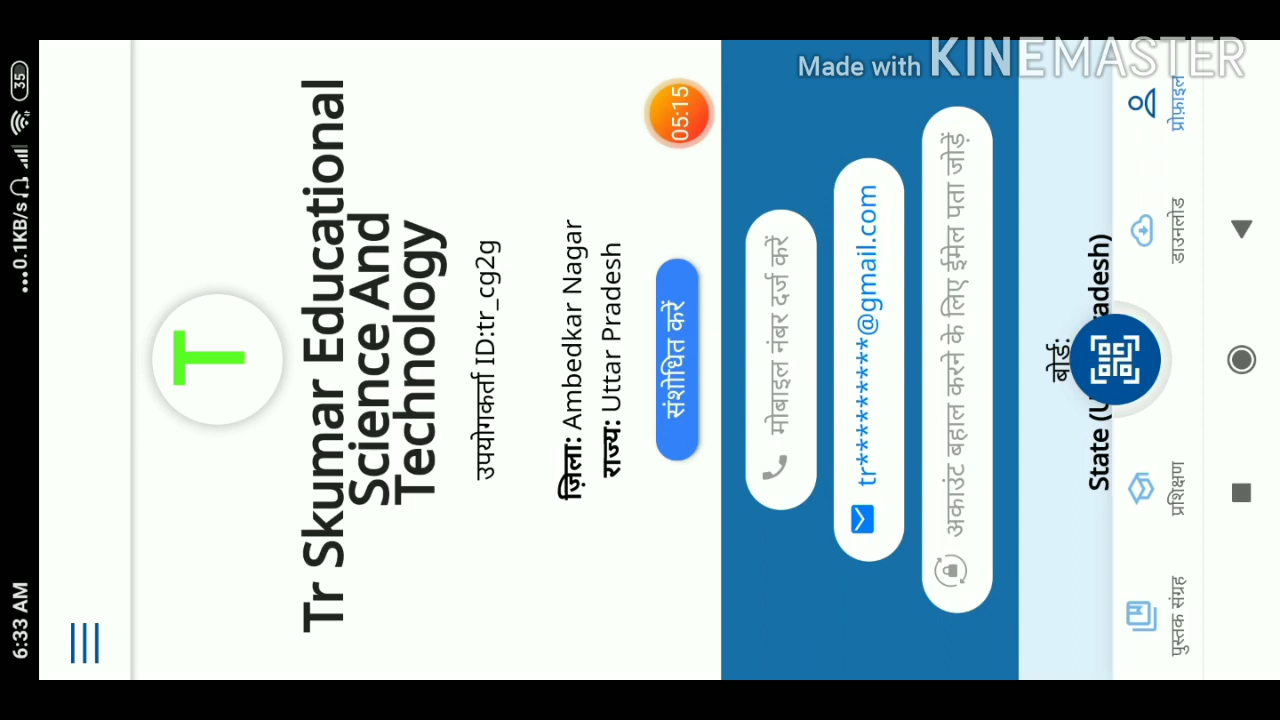 Made with KINEMASTER
6:33 AM
...0.1KB/s
35
T
Tr Skumar Educational
Science And
Technology
उपयोगकर्ता ID:tr_cg2g
ज़िला: Ambedkar Nagar
राज्य: Uttar Pradesh
05:15
संशोधित करें
मोबाइल नंबर दर्ज करें
tr**********@gmail.com
अकाउंट बहाल करने के लिए ईमेल पता जोड़ें
बोर्ड:
State (U adesh)
पुस्तक संग्रह
प्रशिक्षण
डाउनलोड
प्रोफ़ाइल